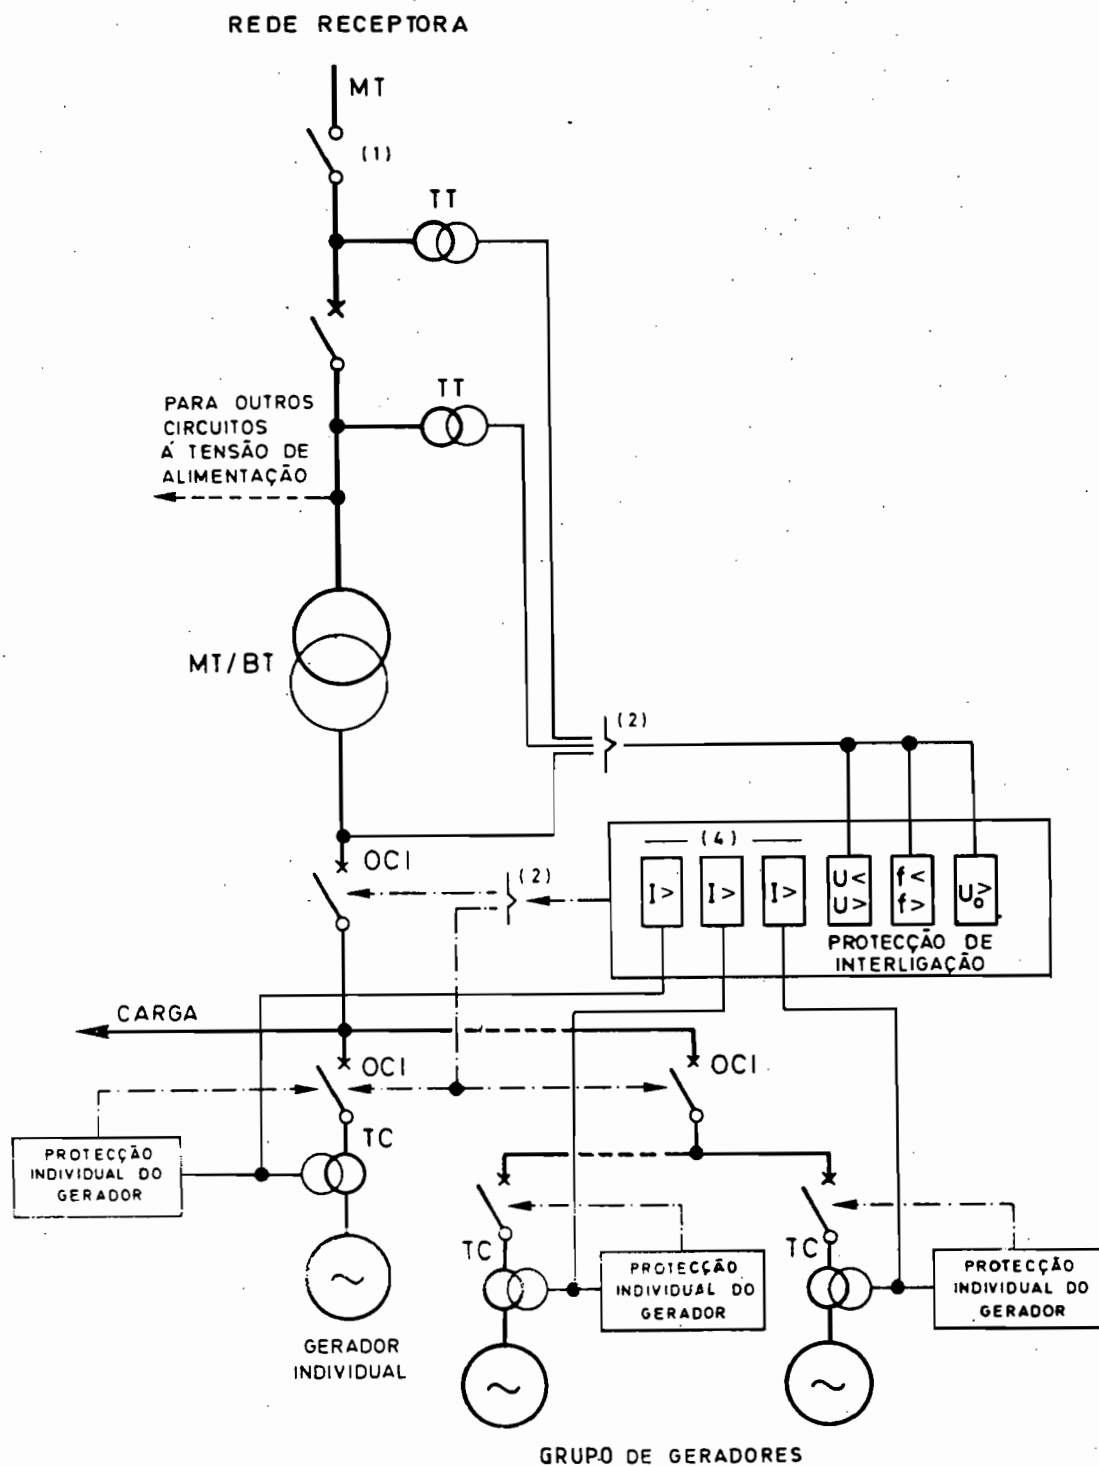 REDE RECEPTORA
MT
(1)
TT
TT
PARA OUTROS
CIRCUITOS
Á TENSÃO DE
ALIMENTAÇÃO
MT/BT
(2)
(4)
OCI
(2)
I>
I>
I>
U<
U>
f<
f>
U₀>
PROTECÇÃO DE
INTERLIGAÇÃO
CARGA
OCI
OCI
TC
PROTECÇÃO
INDIVIDUAL DO
GERADOR
TC
TC
PROTECÇÃO
INDIVIDUAL DO
GERADOR
PROTECÇÃO
INDIVIDUAL DO
GERADOR
~
GERADOR
INDIVIDUAL
~
~
GRUPO DE GERADORES